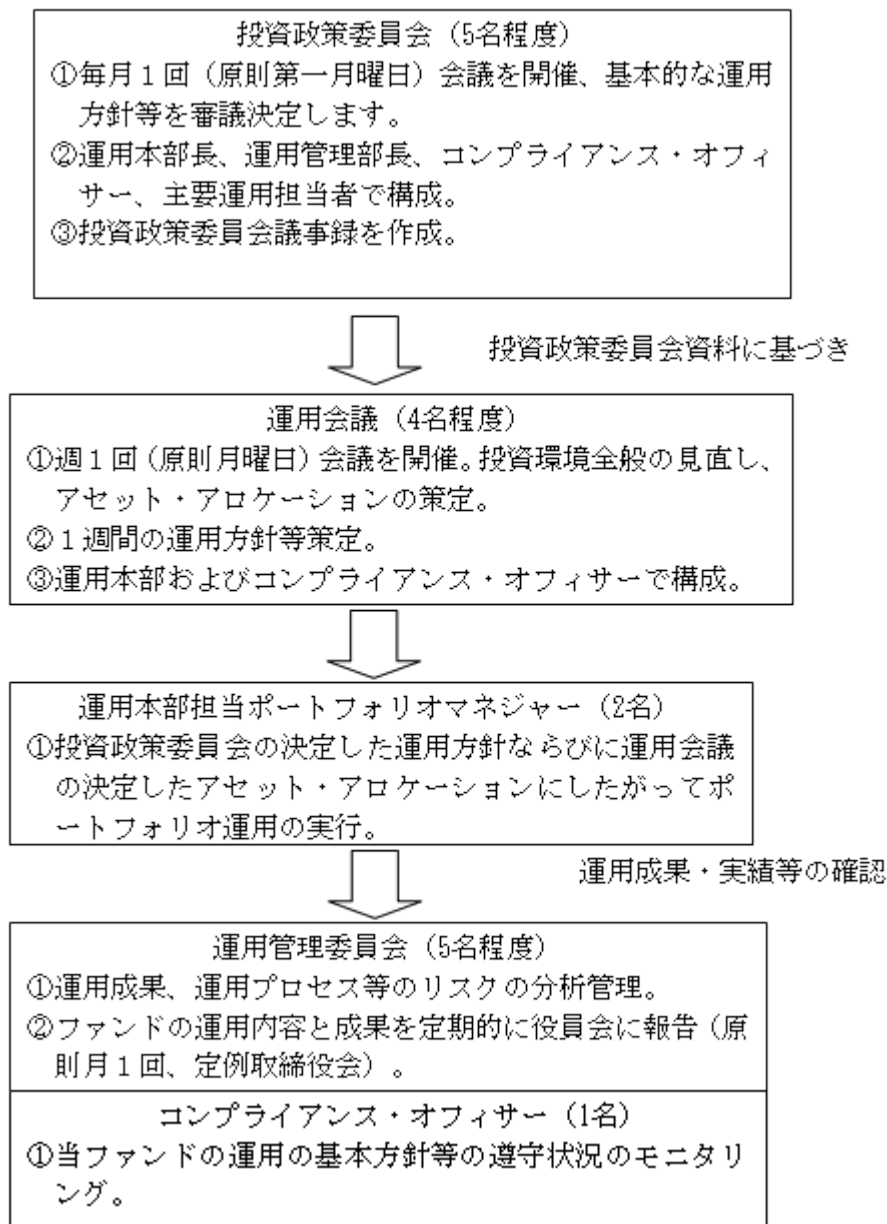 投資政策委員会（5名程度）
①毎月１回（原則第一月曜日）会議を開催、基本的な運用
方針等を審議決定します。
②運用本部長、運用管理部長、コンプライアンス・オフィ
サー、主要運用担当者で構成。
③投資政策委員会議事録を作成。
投資政策委員会資料に基づき
運用会議（4名程度）
①週１回（原則月曜日）会議を開催。投資環境全般の見直し、
アセット・アロケーションの策定。
②１週間の運用方針等策定。
③運用本部およびコンプライアンス・オフィサーで構成。
運用本部担当ポートフォリオマネジャー（2名）
①投資政策委員会の決定した運用方針ならびに運用会議
の決定したアセット・アロケーションにしたがってポ
ートフォリオ運用の実行。
運用成果・実績等の確認
運用管理委員会（5名程度）
①運用成果、運用プロセス等のリスクの分析管理。
②ファンドの運用内容と成果を定期的に役員会に報告（原
則月１回、定例取締役会）。
コンプライアンス・オフィサー（1名）
①当ファンドの運用の基本方針等の遵守状況のモニタリ
ング。